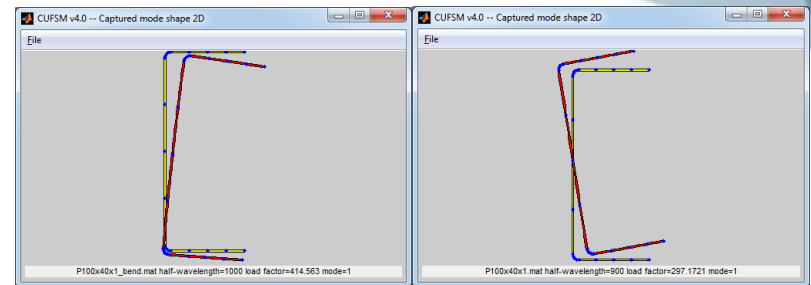 CUFSM v4.0 -- Captured mode shape 2D
File
P100x40x1_bend.mat half-wavelength=1000 load factor=414.563 mode=1
CUFSM v4.0 -- Captured mode shape 2D
File
P100x40x1.mat half-wavelength=900 load factor=297.1721 mode=1